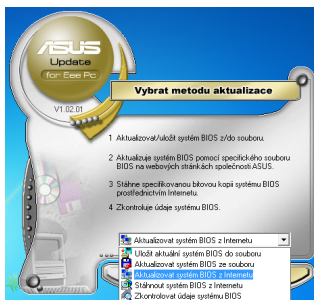 ASUS
Update
for Eee Pc
V1.02.01
Vybrat metodu aktualizace
1 Aktualizovat/uložit systém BIOS z/do souboru.
2 Aktualizuje systém BIOS pomocí specifického souboru
BIOS na webových stránkách společnosti ASUS.
3 Stáhne specifikovanou bitovou kopii systému BIOS
prostřednictvím Internetu.
4 Zkontroluje údaje systému BIOS.
Aktualizovat systém BIOS z Internetu
Uložit aktuální systém BIOS do souboru
Aktualizovat systém BIOS ze souboru
Aktualizovat systém BIOS z Internetu
Stáhnout systém BIOS z Internetu
Zkontrolovat údaje systému BIOS